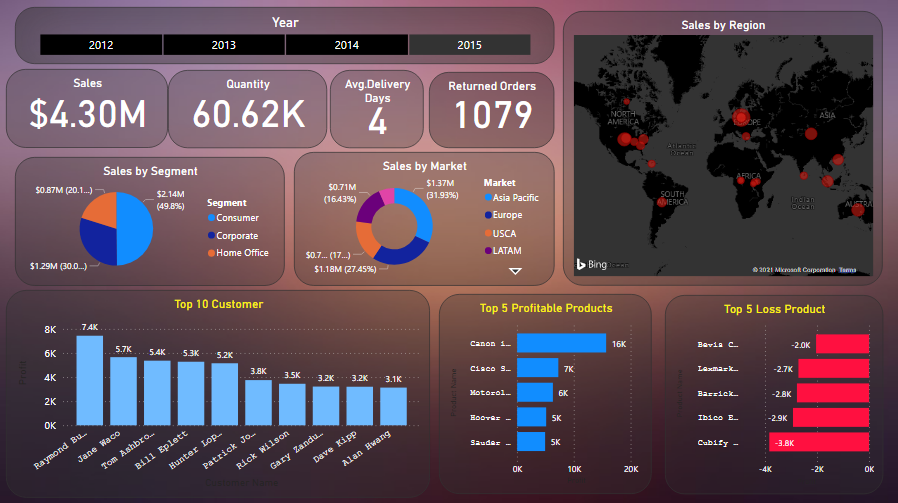 Year
2012 2013 2014 2015
Sales
$4.30M
Quantity
60.62K
Avg.Delivery
Days
4
Returned Orders
1079
Sales by Region
NORTH
AMERICA
EUROPE
ASIA
Atlantic
Ocean
AFRICA
SOUTH
AMERICA
Indian
Ocean
AUSTRA
Bing
© 2021 Microsoft Corporation Terms
Sales by Segment
$0.87M (20.1...)
$2.14M
(49.8%)
$1.29M (30.0...)
Segment
Consumer
Corporate
Home Office
Sales by Market
$0.71M
(16.43%)
$1.37M
(31.93%)
$0.7... (17...)
$1.18M (27.45%)
Market
Asia Pacific
Europe
USCA
LATAM
Top 10 Customer
Profit
8K
6K
4K
2K
0K
7.4K 5.7K 5.4K 5.3K 5.2K 3.8K 3.5K 3.2K 3.2K 3.1K
Raymond Bu...
Jane Waco
Tom Ashbro...
Bill Eplett
Hunter Lop...
Patrick Jo...
Rick Wilson
Gary Zandu...
Dave Kipp
Alan Hwang
Customer Name
Top 5 Profitable Products
Product Name
Canon i... 16K
Cisco S... 7K
Motorol... 6K
Hoover ... 5K
Sauder ... 5K
0K 10K 20K
Top 5 Loss Product
Bevis C... -2.0K
Lexmark... -2.7K
Barrick... -2.8K
Ibico E... -2.9K
Cubify ... -3.8K
-4K -2K 0K